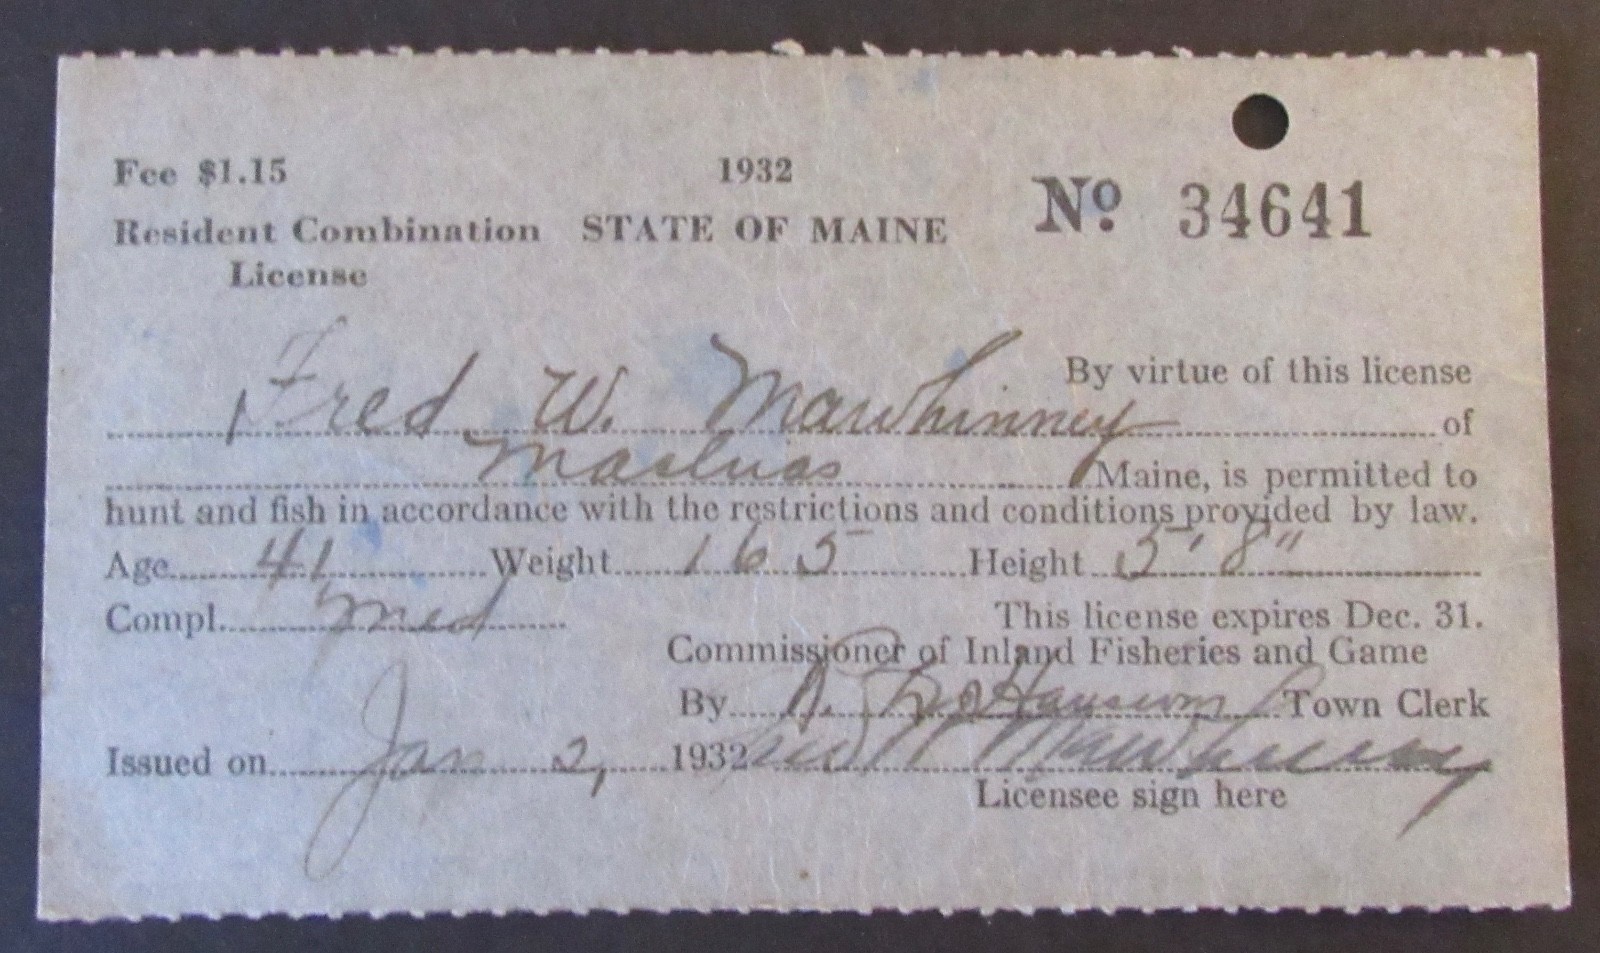 Fee $1.15 1932 Nº 34641
Resident Combination STATE OF MAINE
License
By virtue of this license
Fred W. Mawhinney of
Machias Maine, is permitted to
hunt and fish in accordance with the restrictions and conditions provided by law.
Age 41 Weight 165 Height 5' 8"
Compl. Med This license expires Dec. 31.
Commissioner of Inland Fisheries and Game
By Town Clerk
Issued on Jan 2, 1932 Fred W Mawhinney
Licensee sign here